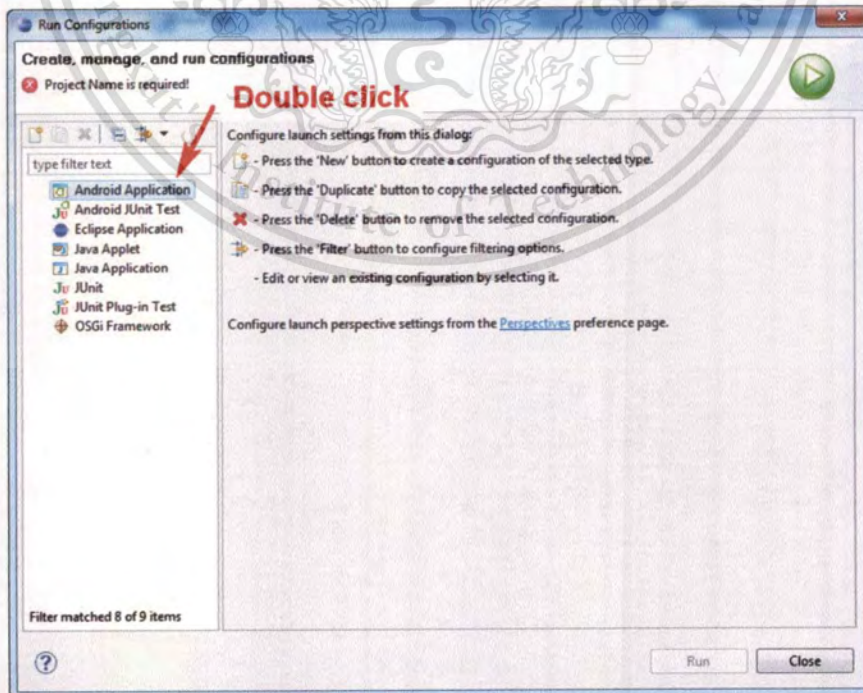 Run Configurations
Create, manage, and run configurations
Project Name is required!
Double click
type filter text
Android Application
Android JUnit Test
Eclipse Application
Java Applet
Java Application
JUnit
JUnit Plug-in Test
OSGi Framework
Filter matched 8 of 9 items
Configure launch settings from this dialog:
- Press the 'New' button to create a configuration of the selected type.
- Press the 'Duplicate' button to copy the selected configuration.
- Press the 'Delete' button to remove the selected configuration.
- Press the 'Filter' button to configure filtering options.
- Edit or view an existing configuration by selecting it.
Configure launch perspective settings from the Perspectives preference page.
Run
Close
Institute of Technology